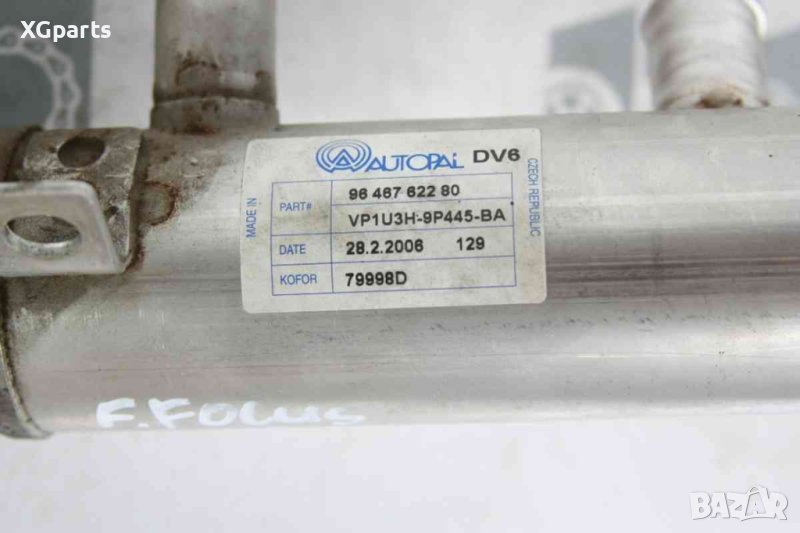 XGparts
AUTOPAL DV6
MADE IN
CZECH REPUBLIC
PART# 96 467 622 80
VP1U3H-9P445-BA
DATE 28.2.2006 129
KOFOR 79998D
F.FOCUS
BAZAR